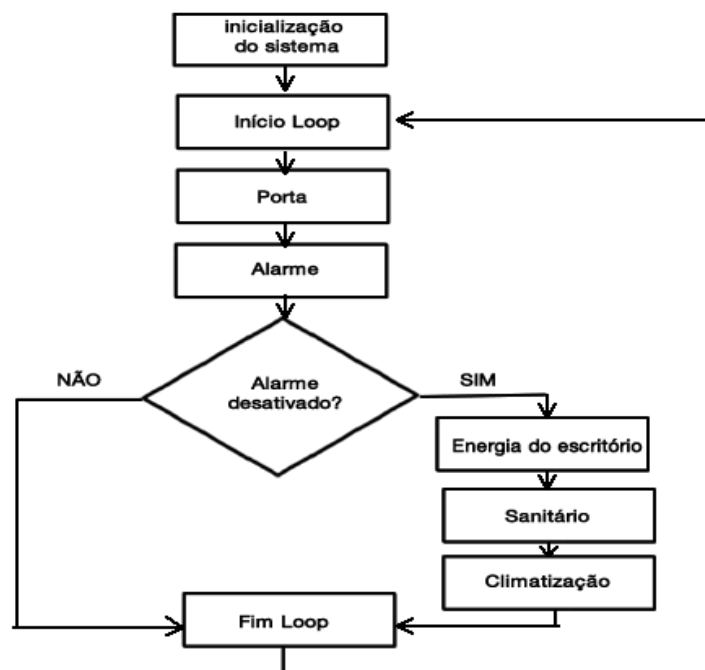 inicialização
do sistema
Início Loop
Porta
Alarme
NÃO
Alarme
desativado?
SIM
Energia do escritório
Sanitário
Climatização
Fim Loop